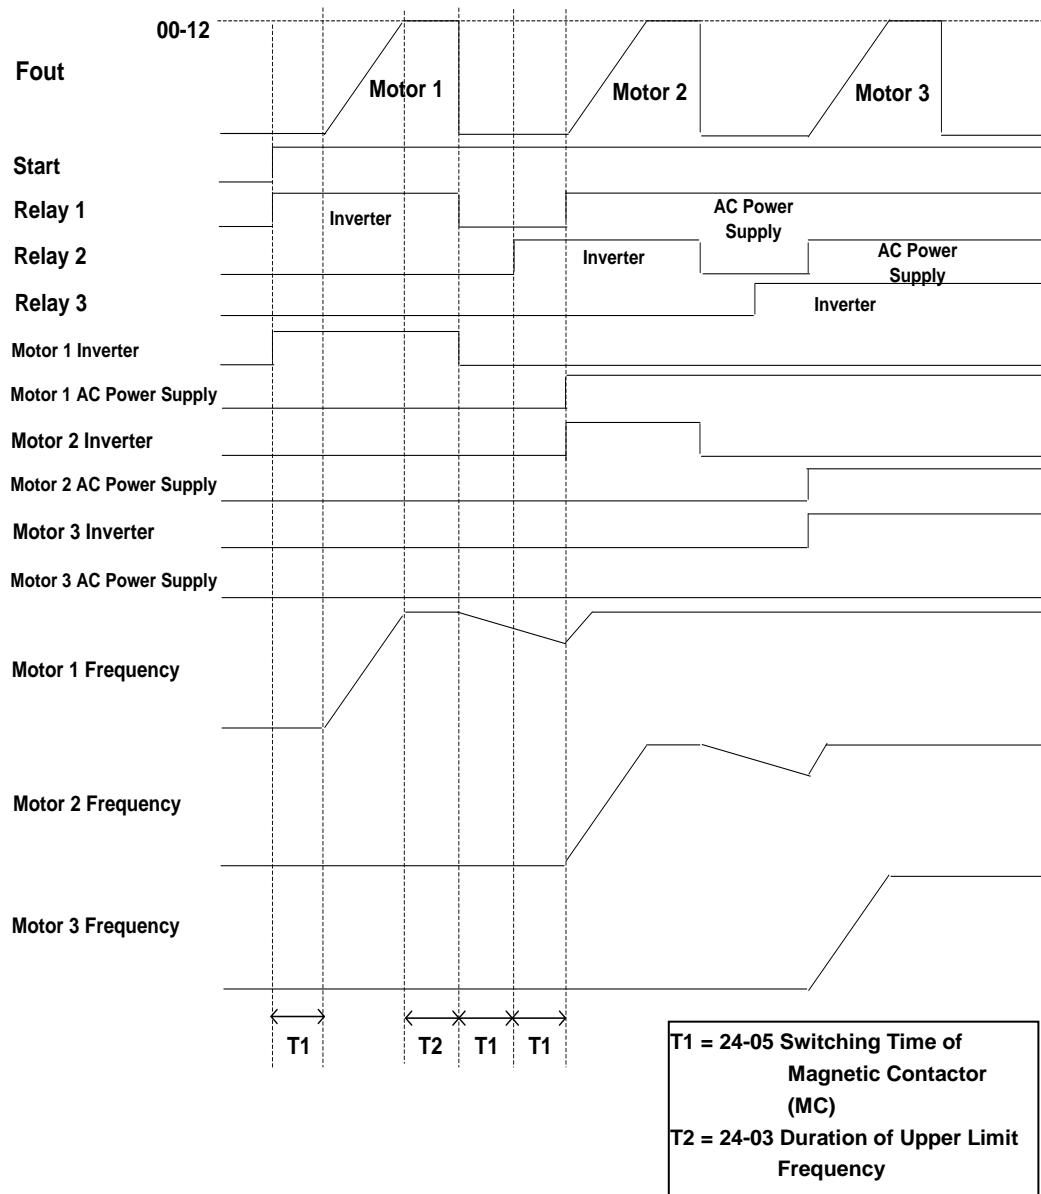 00-12
Fout
Motor 1
Motor 2
Motor 3
Start
Relay 1
Inverter
AC Power
Supply
Relay 2
Inverter
AC Power
Supply
Relay 3
Inverter
Motor 1 Inverter
Motor 1 AC Power Supply
Motor 2 Inverter
Motor 2 AC Power Supply
Motor 3 Inverter
Motor 3 AC Power Supply
Motor 1 Frequency
Motor 2 Frequency
Motor 3 Frequency
T1
T2
T1
T1
T1 = 24-05 Switching Time of
Magnetic Contactor
(MC)
T2 = 24-03 Duration of Upper Limit
Frequency